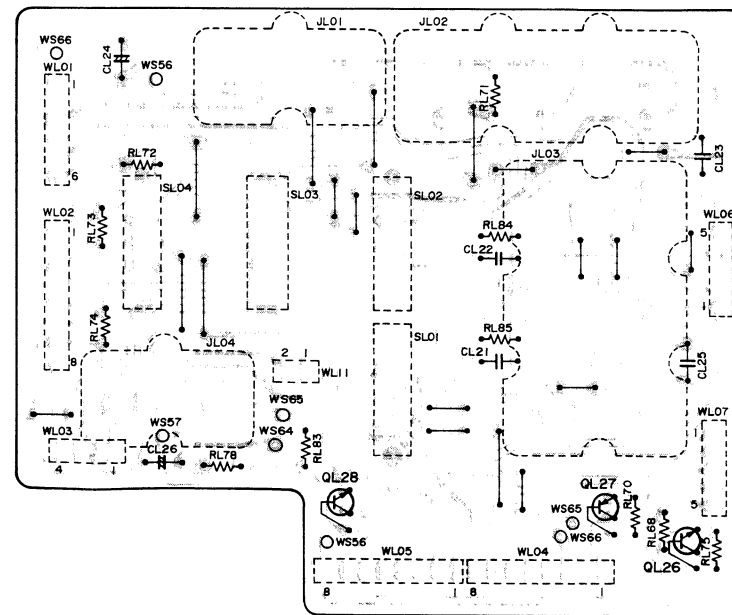 WS66
WL01
1
6
CL24
WS56
JL01
JL02
RL71
CL23
RL72
SL04
SL03
SL02
JL03
WL02
8
RL73
RL84
CL22
WL06
5
1
RL74
JL04
2 1
WL11
SL01
RL85
CL21
CL25
WS65
WS57
WS64
WL03
4 1
CL26
RL78
RL83
WL07
1
5
QL28
QL27
RL70
WS65
WS66
RL68
RL75
QL26
WS56
WL05
8 1
WL04
8 1